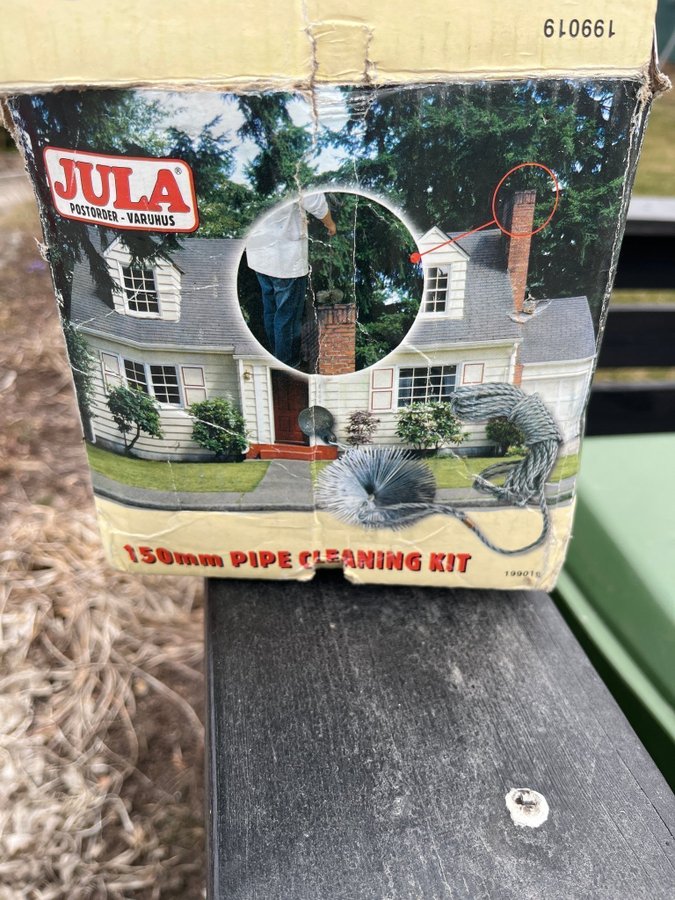 199019
JULA®
POSTORDER - VARUHUS
150mm PIPE CLEANING KIT
199019